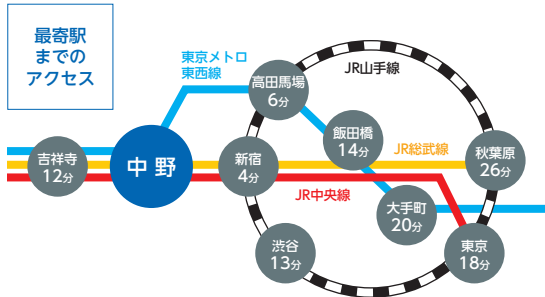 最寄駅
までの
アクセス
東京メトロ
東西線
高田馬場
6分
JR山手線
飯田橋
14分
吉祥寺
12分
中野
新宿
4分
JR総武線
秋葉原
26分
JR中央線
大手町
20分
渋谷
13分
東京
18分